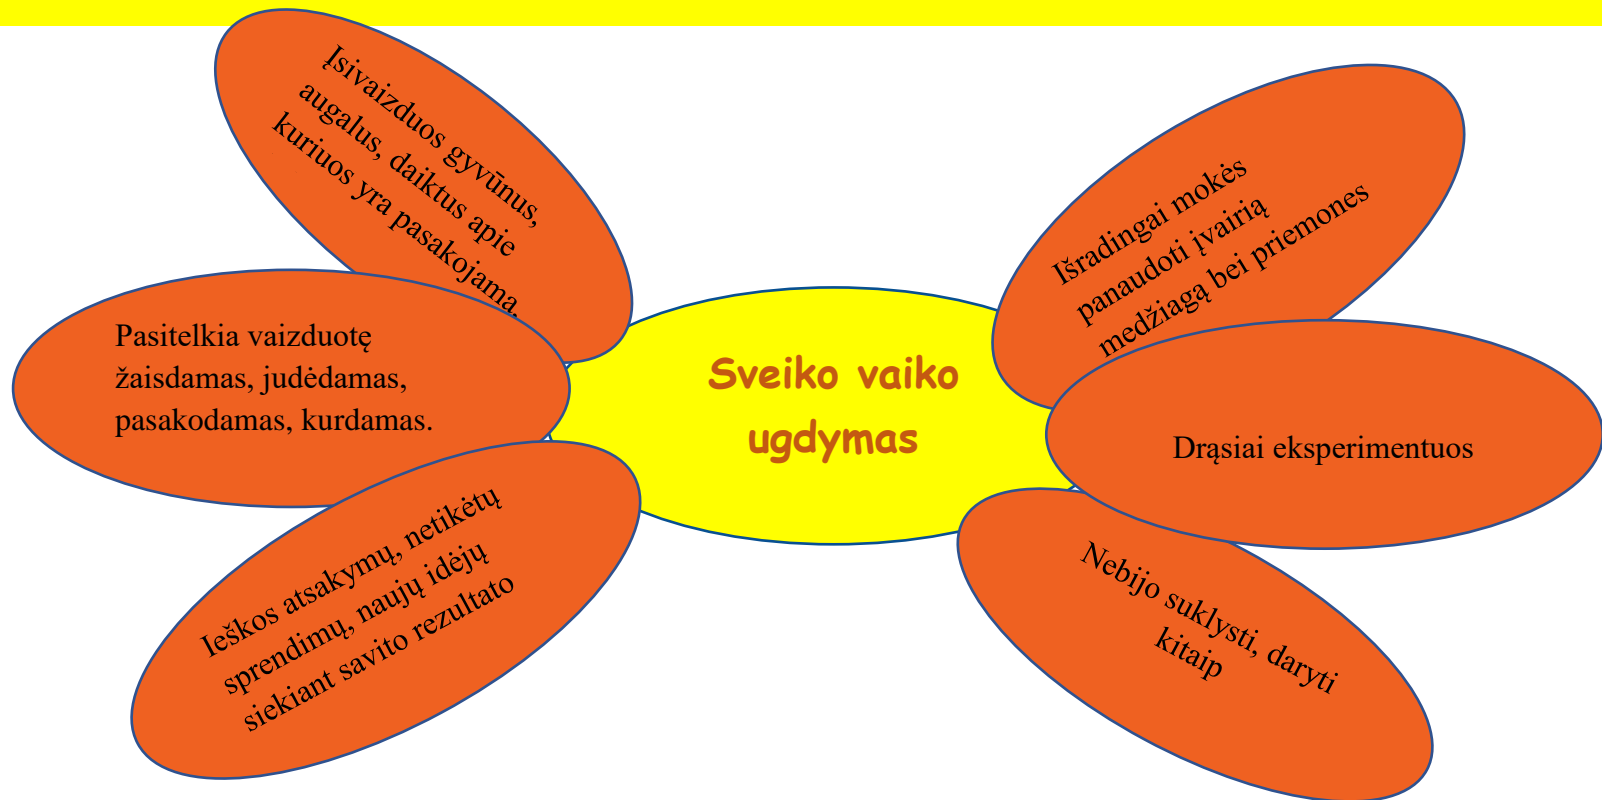 Įsivaizduos gyvūnus,
augalus, daiktus apie
kuriuos yra pasakojama.
Pasitelkia vaizduotę
žaisdamas, judėdamas,
pasakodamas, kurdamas.
Ieškos atsakymų, netikėtų
sprendimų, naujų idėjų
siekiant savito rezultato
Sveiko vaiko
ugdymas
Išradingai mokės
panaudoti įvairią
medžiagą bei priemones
Drąsiai eksperimentuos
Nebijo suklysti, daryti
kitaip